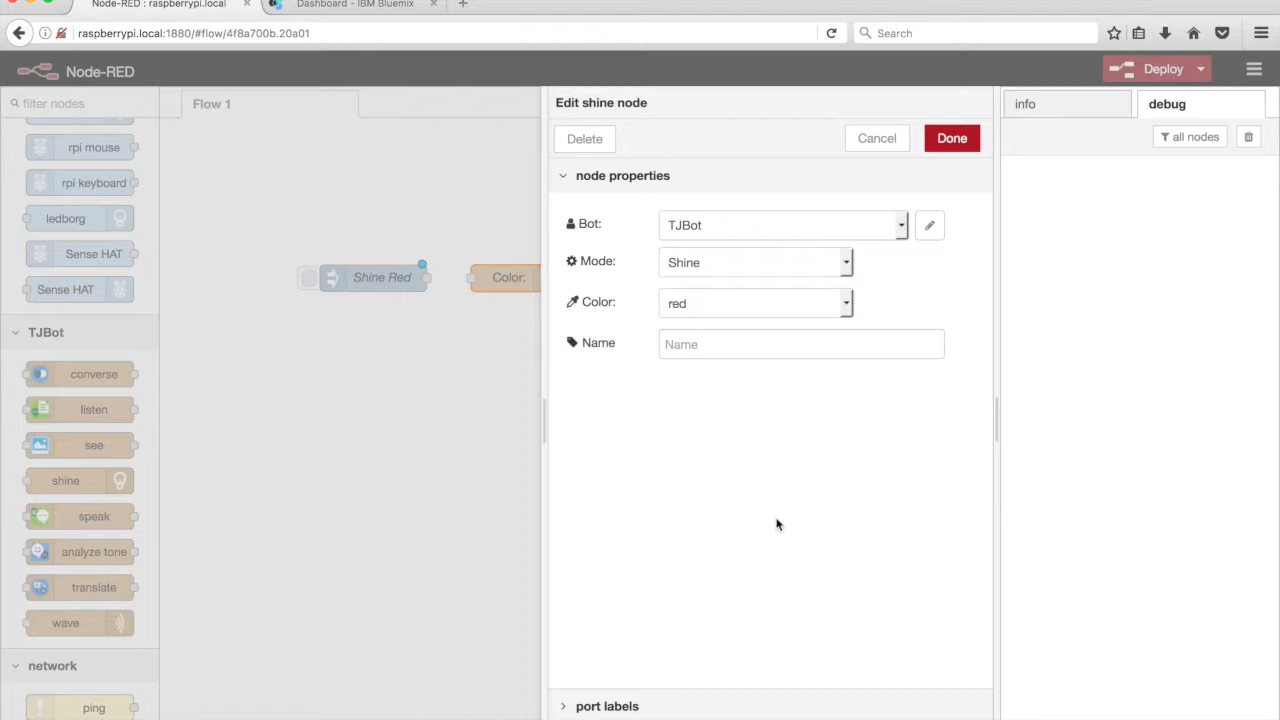 Node-RED : raspberrypi.local
Dashboard - IBM Bluemix
raspberrypi.local:1880/#flow/4f8a700b.20a01
Search
Node-RED
Deploy
filter nodes
Flow 1
rpi mouse
rpi keyboard
ledborg
Sense HAT
Sense HAT
TJBot
converse
listen
see
shine
speak
analyze tone
translate
wave
network
ping
Shine Red
Color:
Edit shine node
Delete
Cancel
Done
node properties
Bot:
TJBot
Mode:
Shine
Color:
red
Name
Name
port labels
info
debug
all nodes